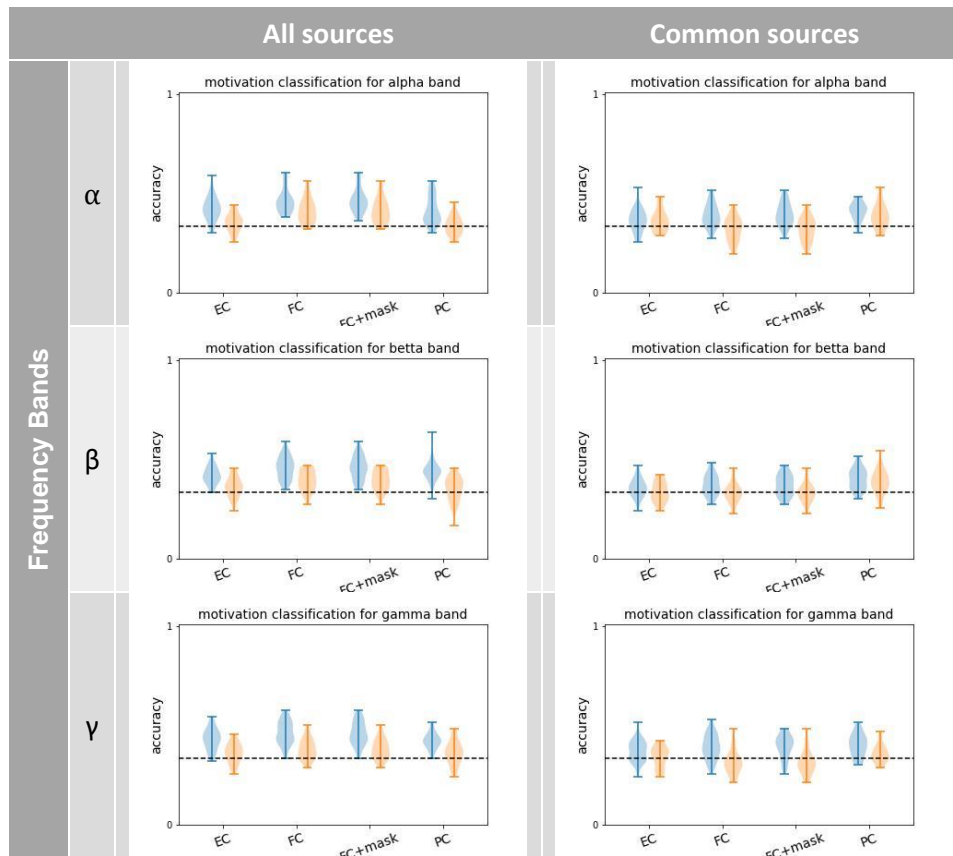 All sources
Common sources
Frequency Bands
α
motivation classification for alpha band
1
accuracy
0
EC
FC
FC+mask
PC
motivation classification for alpha band
1
accuracy
0
EC
FC
FC+mask
PC
β
motivation classification for betta band
1
accuracy
0
EC
FC
FC+mask
PC
motivation classification for betta band
1
accuracy
0
EC
FC
FC+mask
PC
γ
motivation classification for gamma band
1
accuracy
0
EC
FC
FC+mask
PC
motivation classification for gamma band
1
accuracy
0
EC
FC
FC+mask
PC